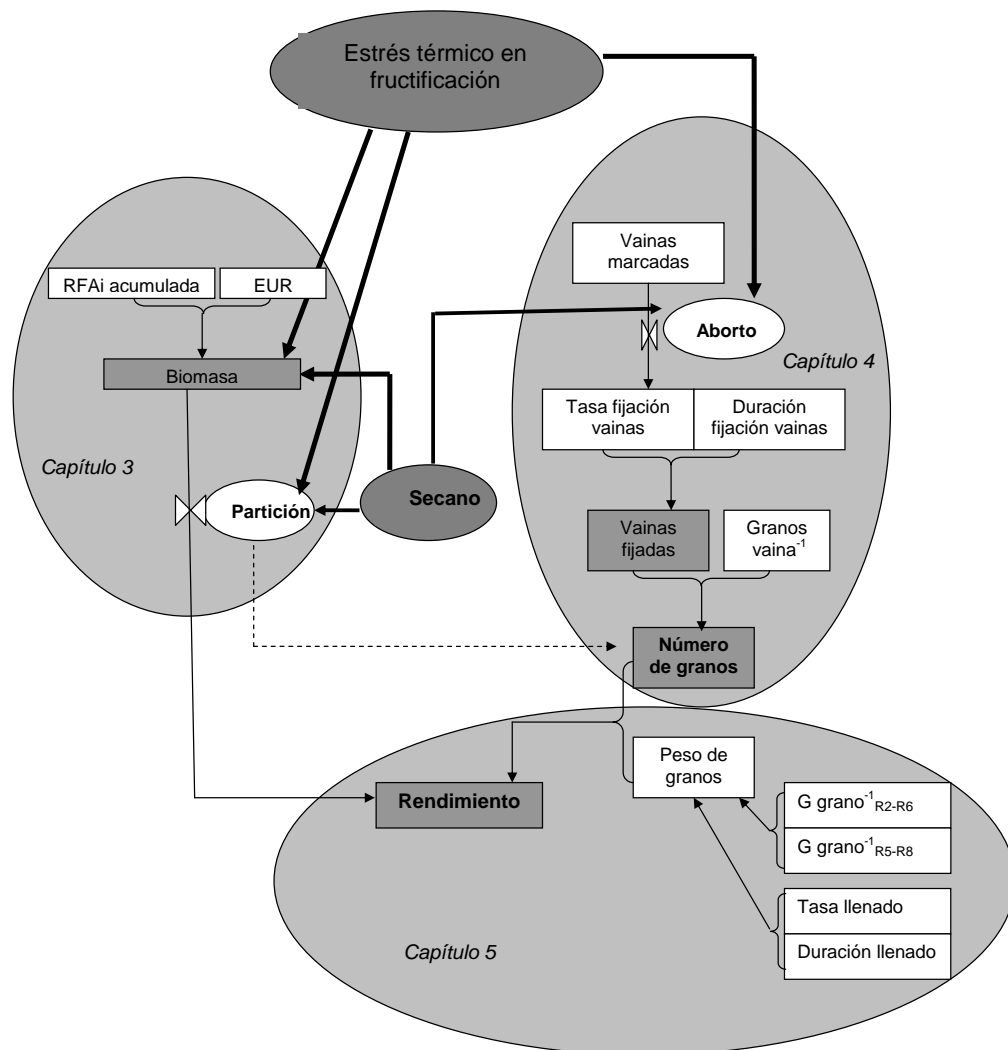 Estrés térmico en
fructificación
Vainas
marcadas
RFAi acumulada
EUR
Aborto
Capítulo 4
Biomasa
Tasa fijación
vainas
Duración
fijación vainas
Capítulo 3
Partición
Secano
Vainas
fijadas
Granos
vaina⁻¹
Número
de granos
Peso de
granos
Rendimiento
G grano⁻¹R2-R6
G grano⁻¹R5-R8
Tasa llenado
Duración llenado
Capítulo 5